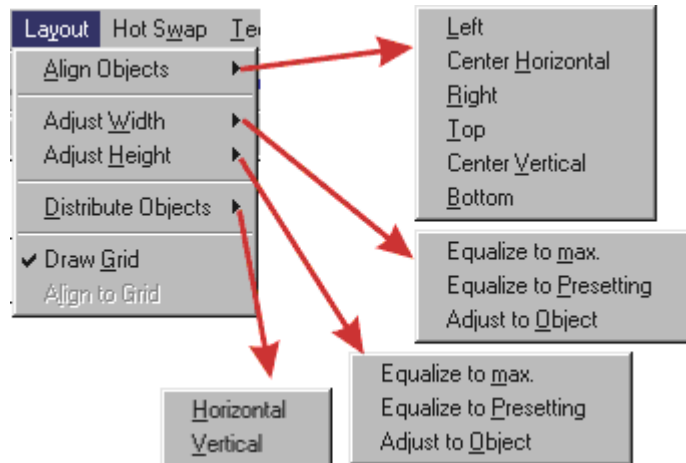 Layout Hot Swap
Align Objects
Adjust Width
Adjust Height
Distribute Objects
Draw Grid
Align to Grid
Left
Center Horizontal
Right
Top
Center Vertical
Bottom
Equalize to max.
Equalize to Presetting
Adjust to Object
Equalize to max.
Equalize to Presetting
Adjust to Object
Horizontal
Vertical